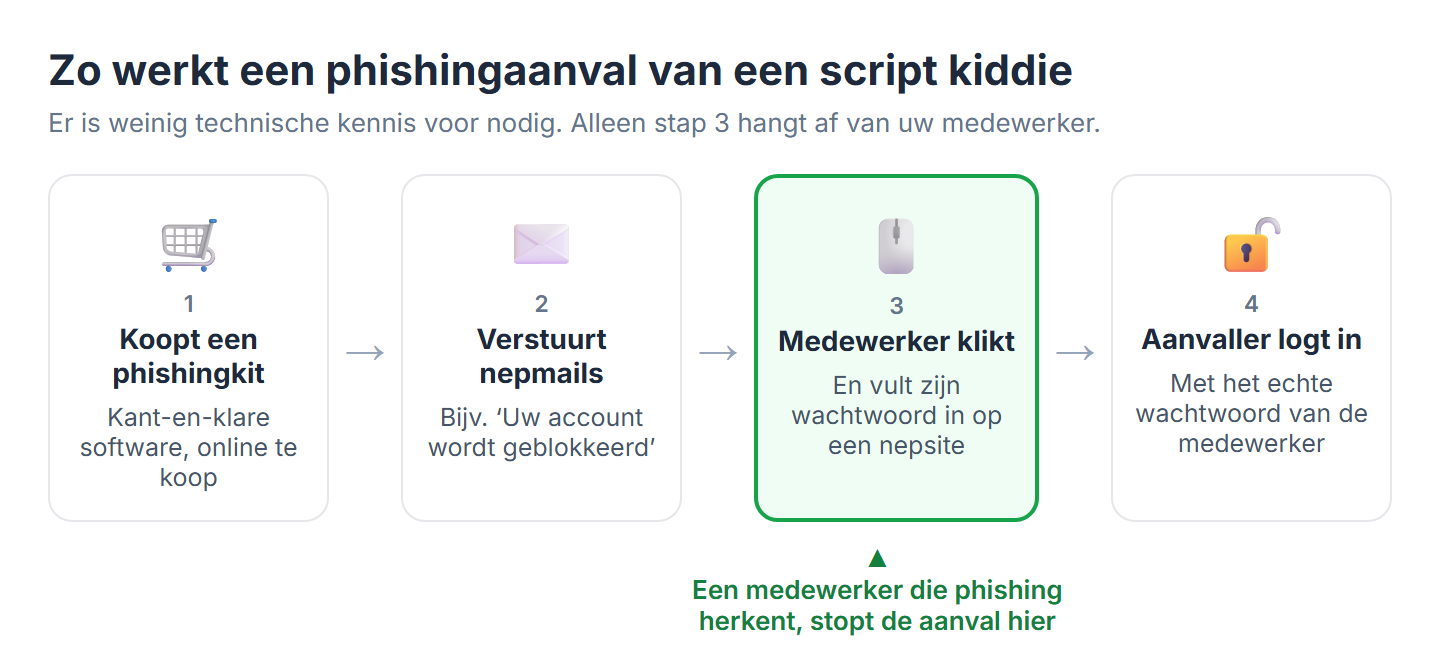 Zo werkt een phishingaanval van een script kiddie
Er is weinig technische kennis voor nodig. Alleen stap 3 hangt af van uw medewerker.
1
Koopt een
phishingkit
Kant-en-klare
software, online te
koop
→
2
Verstuurt
nepmails
Bijv. ‘Uw account
wordt geblokkeerd’
→
3
Medewerker klikt
En vult zijn
wachtwoord in op
een nepsite
→
4
Aanvaller logt in
Met het echte
wachtwoord van de
medewerker
▲
Een medewerker die phishing
herkent, stopt de aanval hier